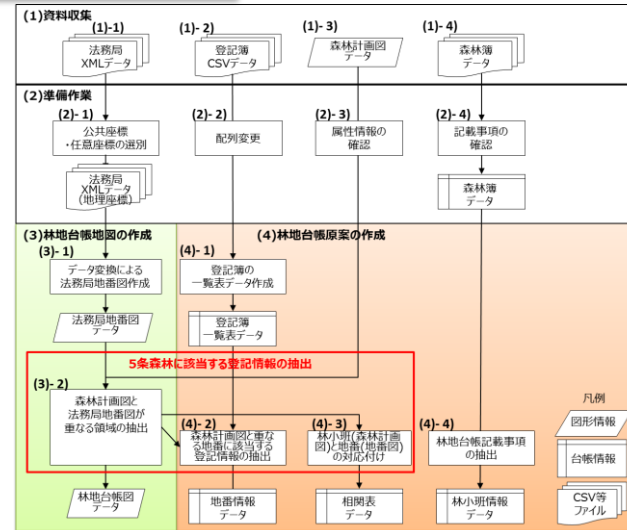 (1)資料収集
(1)-1)
(1)- 2)
(1)- 3)
(1)- 4)
法務局
XMLデータ
登記簿
CSVデータ
森林計画図
データ
森林簿
データ
(2)準備作業
(2)- 1)
(2)- 2)
(2)- 3)
(2)- 4)
公共座標
・任意座標の選別
配列変更
属性情報の
確認
記載事項の
確認
法務局
XMLデータ
(地理座標)
森林簿
データ
(3)林地台帳地図の作成
(4)林地台帳原案の作成
(3)- 1)
(4)- 1)
データ変換による
法務局地番図作成
登記簿の
一覧表データ作成
法務局地番図
データ
登記簿
一覧表データ
5条森林に該当する登記情報の抽出
(3)- 2)
森林計画図と
法務局地番図が
重なる領域の抽出
(4)- 2)
(4)- 3)
(4)- 4)
森林計画図と重な
る地番に該当する
登記情報の抽出
林小班(森林計画
図)と地番(地番図)
の対応付け
林地台帳記載事項
の抽出
林地台帳図
データ
地番情報
データ
相関表
データ
林小班情報
データ
凡例
図形情報
台帳情報
CSV等
ファイル